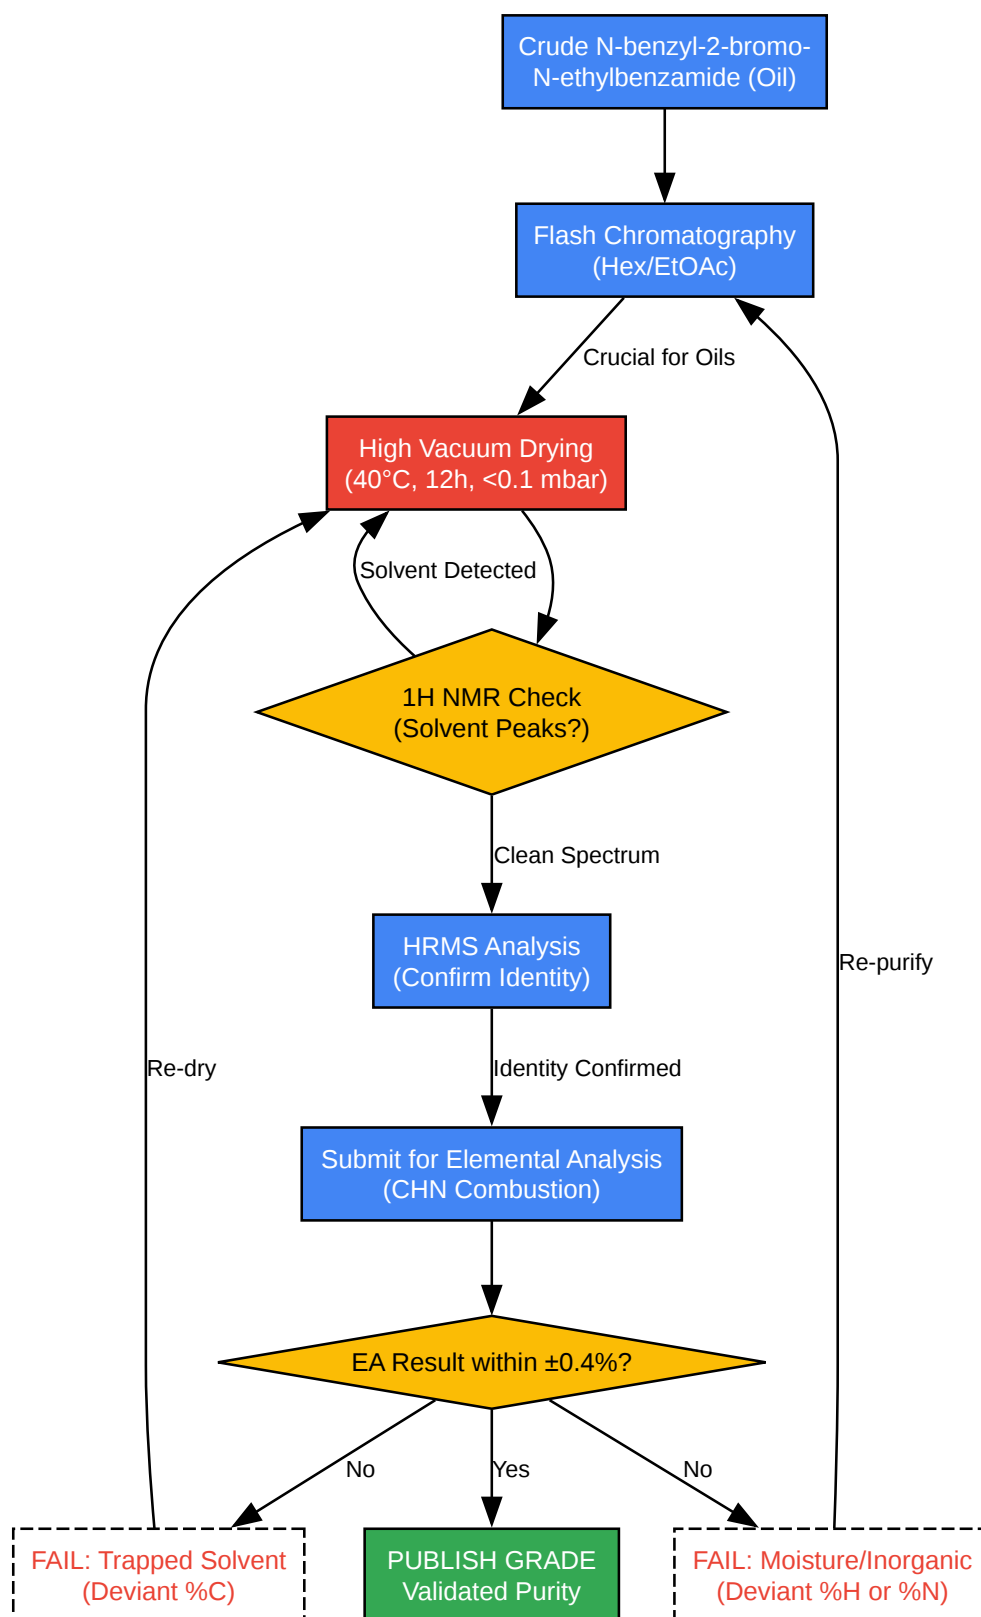 Crude N-benzyl-2-bromo-
N-ethylbenzamide (Oil)
Flash Chromatography
(Hex/EtOAc)
Crucial for Oils
High Vacuum Drying
(40°C, 12h, <0.1 mbar)
Solvent Detected
1H NMR Check
(Solvent Peaks?)
Clean Spectrum
HRMS Analysis
(Confirm Identity)
Re-purify
Identity Confirmed
Re-dry
Submit for Elemental Analysis
(CHN Combustion)
EA Result within ±0.4%?
No
Yes
No
FAIL: Trapped Solvent
(Deviant %C)
PUBLISH GRADE
Validated Purity
FAIL: Moisture/Inorganic
(Deviant %H or %N)